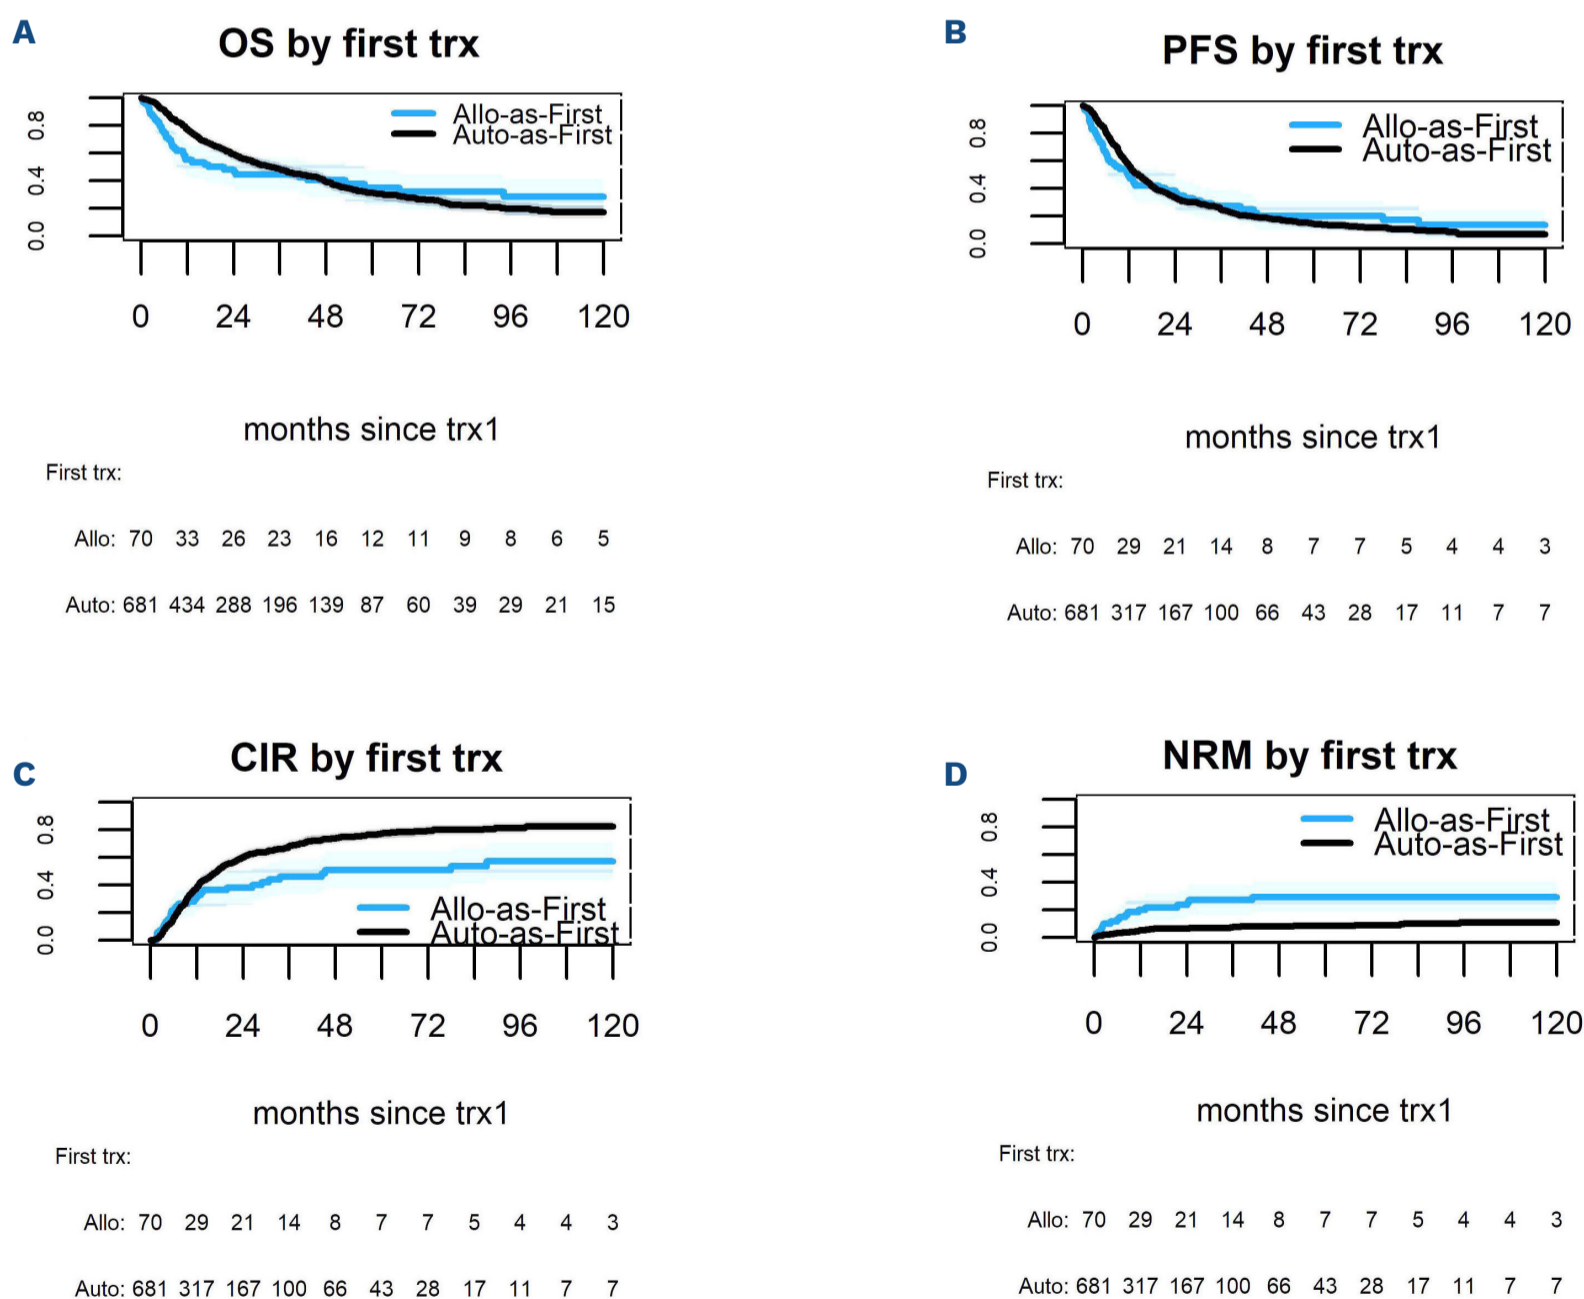 A
OS by first trx
0.8
0.4
0.0
Allo-as-First
Auto-as-First
0 24 48 72 96 120
months since trx1
First trx:
Allo: 70 33 26 23 16 12 11 9 8 6 5
Auto: 681 434 288 196 139 87 60 39 29 21 15
B
PFS by first trx
0.8
0.4
0.0
Allo-as-First
Auto-as-First
0 24 48 72 96 120
months since trx1
First trx:
Allo: 70 29 21 14 8 7 7 5 4 4 3
Auto: 681 317 167 100 66 43 28 17 11 7 7
C
CIR by first trx
0.8
0.4
0.0
Allo-as-First
Auto-as-First
0 24 48 72 96 120
months since trx1
First trx:
Allo: 70 29 21 14 8 7 7 5 4 4 3
Auto: 681 317 167 100 66 43 28 17 11 7 7
D
NRM by first trx
0.8
0.4
0.0
Allo-as-First
Auto-as-First
0 24 48 72 96 120
months since trx1
First trx:
Allo: 70 29 21 14 8 7 7 5 4 4 3
Auto: 681 317 167 100 66 43 28 17 11 7 7